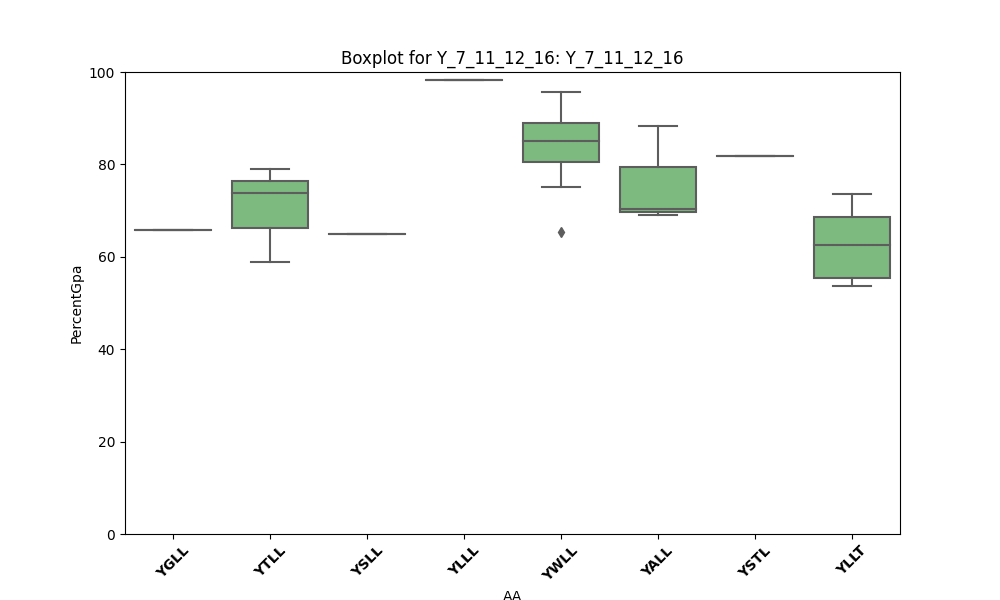 Boxplot for Y_7_11_12_16: Y_7_11_12_16
100
80
60
40
20
0
PercentGpa
YGLL YTLL YSLL YLLL YWLL YALL YSTL YLLT
AA